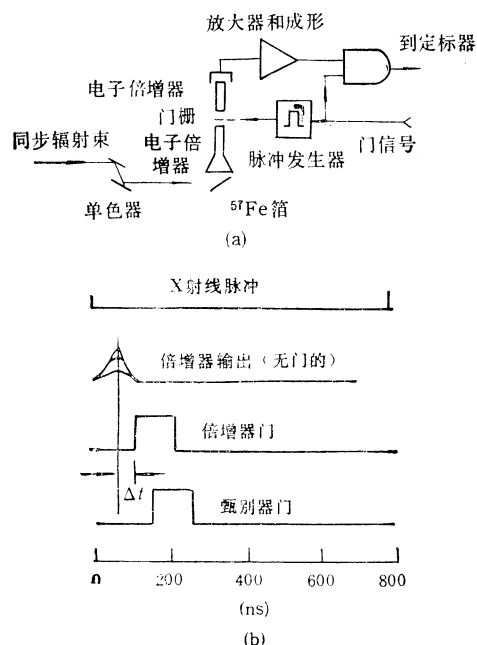 放大器和成形
到定标器
电子倍增器
门栅
电子倍
增器
同步辐射束
脉冲发生器
门信号
单色器
⁵⁷Fe箔
(a)
X射线脉冲
倍增器输出（无门的）
倍增器门
Δt
甄别器门
0 200 400 600 800
(ns)
(b)